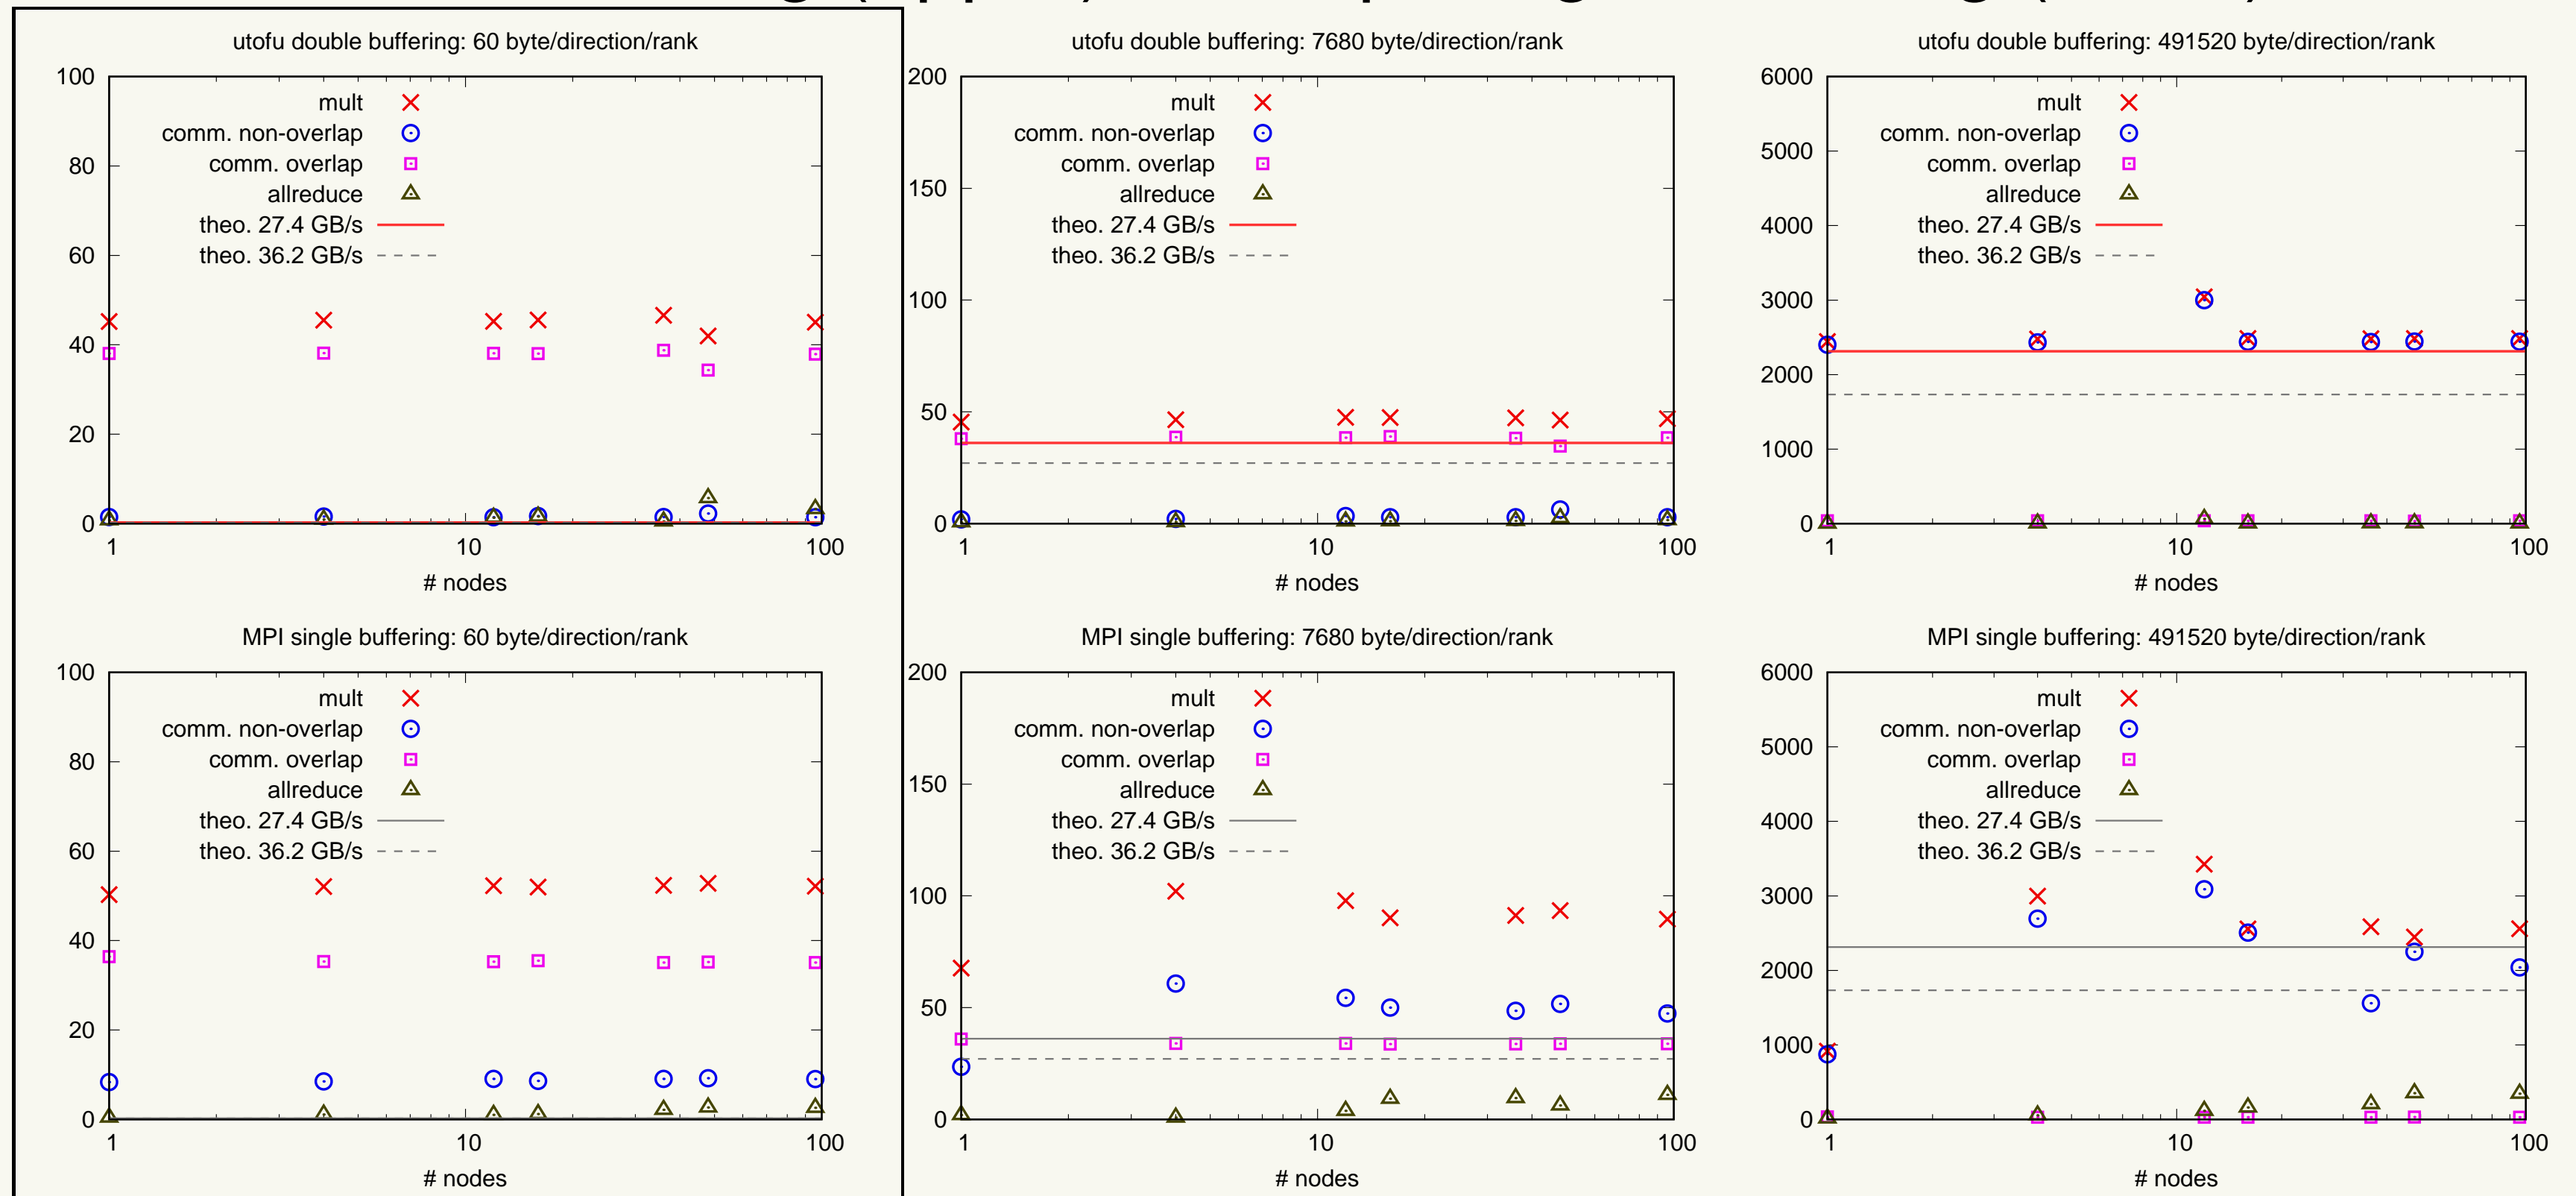 utofu double buffering: 60 byte/direction/rank
100
80
60
40
20
0
mult
comm. non-overlap
comm. overlap
allreduce
theo. 27.4 GB/s
theo. 36.2 GB/s
1 10 100
# nodes
utofu double buffering: 7680 byte/direction/rank
200
150
100
50
0
mult
comm. non-overlap
comm. overlap
allreduce
theo. 27.4 GB/s
theo. 36.2 GB/s
1 10 100
# nodes
utofu double buffering: 491520 byte/direction/rank
6000
5000
4000
3000
2000
1000
0
mult
comm. non-overlap
comm. overlap
allreduce
theo. 27.4 GB/s
theo. 36.2 GB/s
1 10 100
# nodes
MPI single buffering: 60 byte/direction/rank
100
80
60
40
20
0
mult
comm. non-overlap
comm. overlap
allreduce
theo. 27.4 GB/s
theo. 36.2 GB/s
1 10 100
# nodes
MPI single buffering: 7680 byte/direction/rank
200
150
100
50
0
mult
comm. non-overlap
comm. overlap
allreduce
theo. 27.4 GB/s
theo. 36.2 GB/s
1 10 100
# nodes
MPI single buffering: 491520 byte/direction/rank
6000
5000
4000
3000
2000
1000
0
mult
comm. non-overlap
comm. overlap
allreduce
theo. 27.4 GB/s
theo. 36.2 GB/s
1 10 100
# nodes